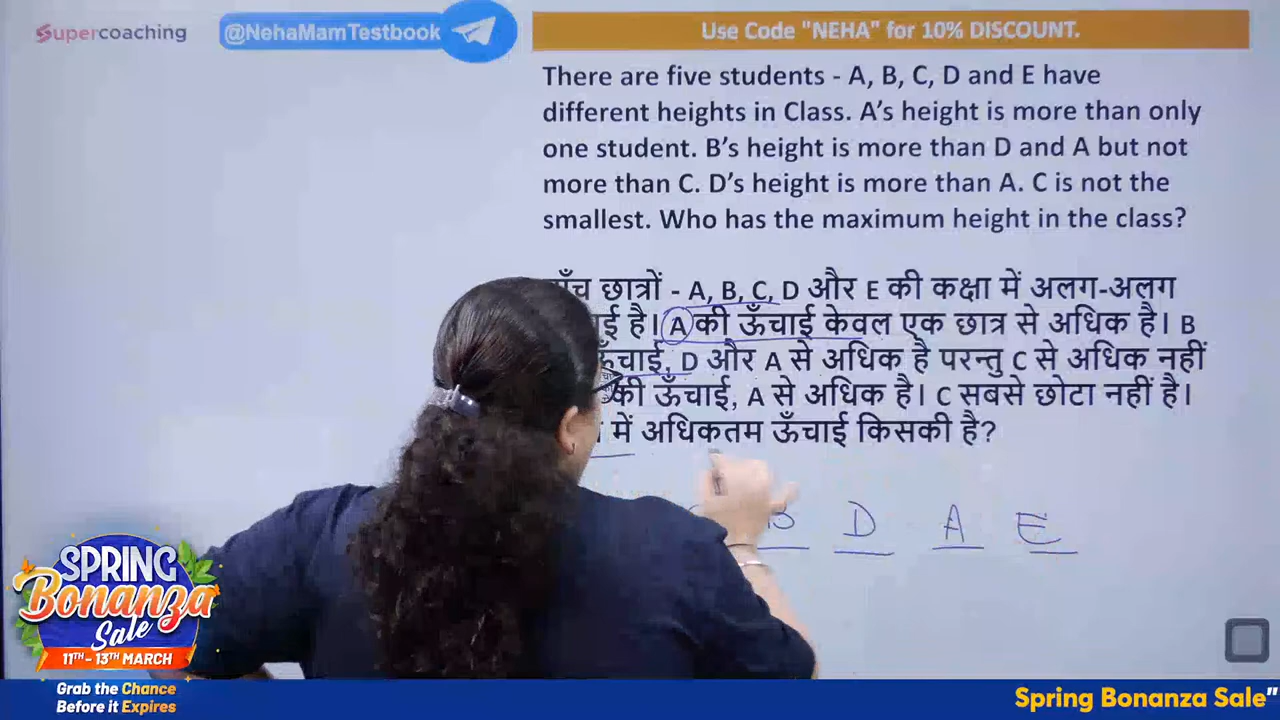 Supercoaching
@NehaMamTestbook
Use Code "NEHA" for 10% DISCOUNT.
There are five students - A, B, C, D and E have
different heights in Class. A's height is more than only
one student. B's height is more than D and A but not
more than C. D's height is more than A. C is not the
smallest. Who has the maximum height in the class?
छात्रों - A, B, C, D और E की कक्षा में अलग-अलग
है। A की ऊँचाई केवल एक छात्र से अधिक है। B
D और A से अधिक है परन्तु C से अधिक नहीं
की ऊँचाई, A से अधिक है। C सबसे छोटा नहीं है।
में अधिकतम ऊँचाई किसकी है?
D A E
SPRING
Bonanza
Sale
11TH - 13TH MARCH
Grab the Chance
Before it Expires
Spring Bonanza Sale"